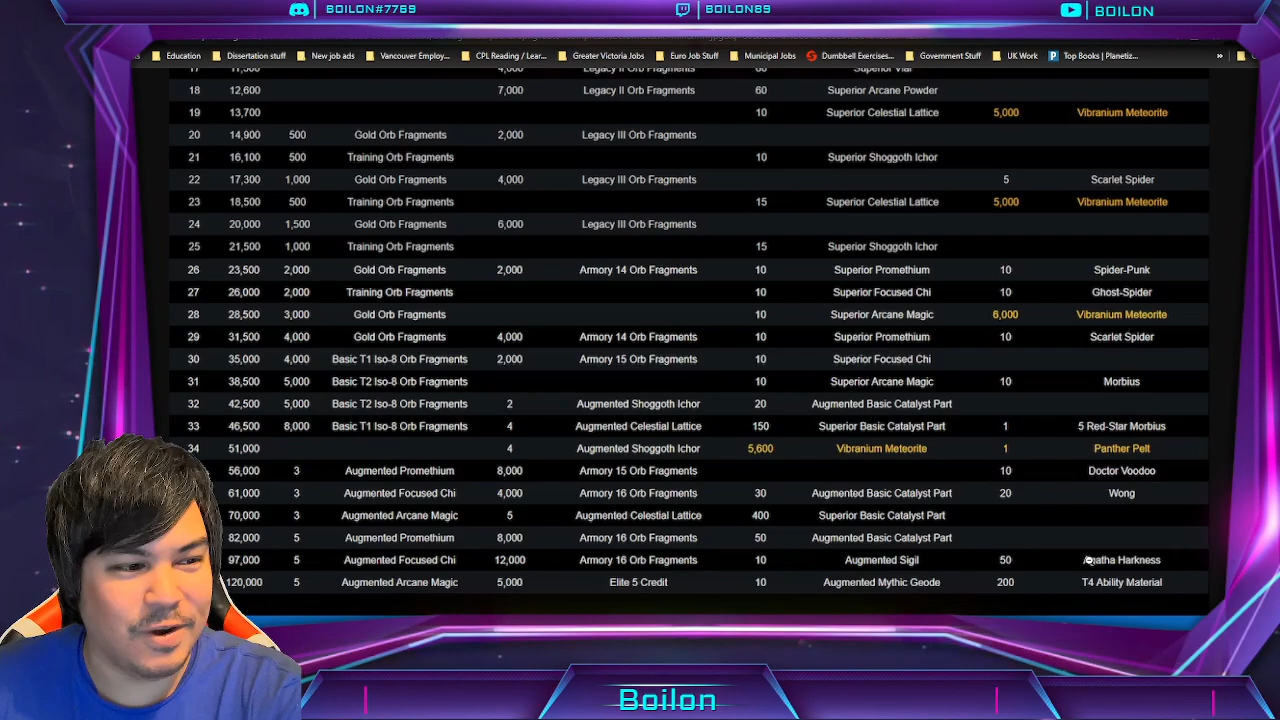 BOILON#7769 BOILON89 BOILON
Education Dissertation stuff New job ads Vancouver Employ... CPL Reading / Lear... Greater Victoria Jobs Euro Job Stuff Municipal Jobs Dumbbell Exercises... Government Stuff UK Work Top Books | Planetiz... »
17 Legacy II Orb Fragments 60 Superior Vial
18 12,600 7,000 Legacy II Orb Fragments 60 Superior Arcane Powder
19 13,700 10 Superior Celestial Lattice 5,000 Vibranium Meteorite
20 14,900 500 Gold Orb Fragments 2,000 Legacy III Orb Fragments
21 16,100 500 Training Orb Fragments 10 Superior Shoggoth Ichor
22 17,300 1,000 Gold Orb Fragments 4,000 Legacy III Orb Fragments 5 Scarlet Spider
23 18,500 500 Training Orb Fragments 15 Superior Celestial Lattice 5,000 Vibranium Meteorite
24 20,000 1,500 Gold Orb Fragments 6,000 Legacy III Orb Fragments
25 21,500 1,000 Training Orb Fragments 15 Superior Shoggoth Ichor
26 23,500 2,000 Gold Orb Fragments 2,000 Armory 14 Orb Fragments 10 Superior Promethium 10 Spider-Punk
27 26,000 2,000 Training Orb Fragments 10 Superior Focused Chi 10 Ghost-Spider
28 28,500 3,000 Gold Orb Fragments 10 Superior Arcane Magic 6,000 Vibranium Meteorite
29 31,500 4,000 Gold Orb Fragments 4,000 Armory 14 Orb Fragments 10 Superior Promethium 10 Scarlet Spider
30 35,000 4,000 Basic T1 Iso-8 Orb Fragments 2,000 Armory 15 Orb Fragments 10 Superior Focused Chi
31 38,500 5,000 Basic T2 Iso-8 Orb Fragments 10 Superior Arcane Magic 10 Morbius
32 42,500 5,000 Basic T2 Iso-8 Orb Fragments 2 Augmented Shoggoth Ichor 20 Augmented Basic Catalyst Part
33 46,500 8,000 Basic T1 Iso-8 Orb Fragments 4 Augmented Celestial Lattice 150 Superior Basic Catalyst Part 1 5 Red-Star Morbius
34 51,000 4 Augmented Shoggoth Ichor 5,600 Vibranium Meteorite 1 Panther Pelt
56,000 3 Augmented Promethium 8,000 Armory 15 Orb Fragments 10 Doctor Voodoo
61,000 3 Augmented Focused Chi 4,000 Armory 16 Orb Fragments 30 Augmented Basic Catalyst Part 20 Wong
70,000 3 Augmented Arcane Magic 5 Augmented Celestial Lattice 400 Superior Basic Catalyst Part
82,000 5 Augmented Promethium 8,000 Armory 16 Orb Fragments 50 Augmented Basic Catalyst Part
97,000 5 Augmented Focused Chi 12,000 Armory 16 Orb Fragments 10 Augmented Sigil 50 Agatha Harkness
120,000 5 Augmented Arcane Magic 5,000 Elite 5 Credit 10 Augmented Mythic Geode 200 T4 Ability Material
Boilon